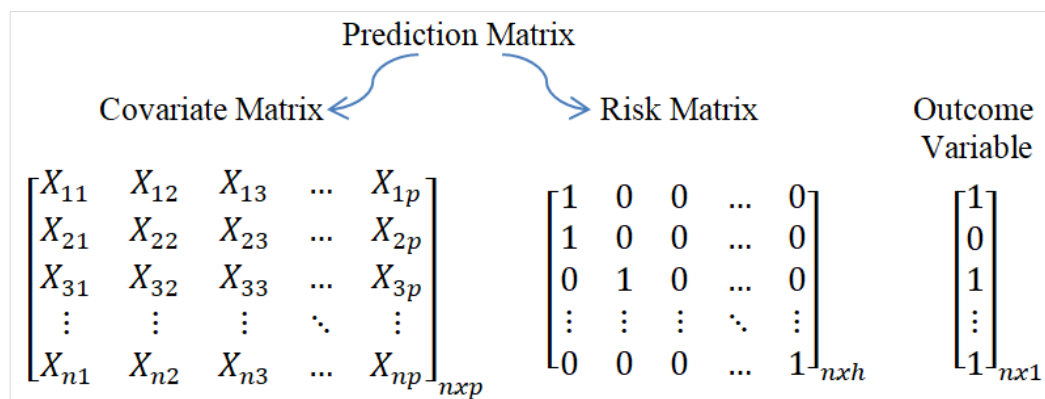 Prediction Matrix
Covariate Matrix Risk Matrix Outcome Variable
X₁₁ X₁₂ X₁₃ ... X₁ₚ 1 0 0 ... 0 1
X₂₁ X₂₂ X₂₃ ... X₂ₚ 1 0 0 ... 0 0
X₃₁ X₃₂ X₃₃ ... X₃ₚ 0 1 0 ... 0 1
⋮ ⋮ ⋮ ⋱ ⋮ ⋮ ⋮ ⋮ ⋱ ⋮ ⋮
Xₙ₁ Xₙ₂ Xₙ₃ ... Xₙₚ 0 0 0 ... 1 1
nxp nxh nx1